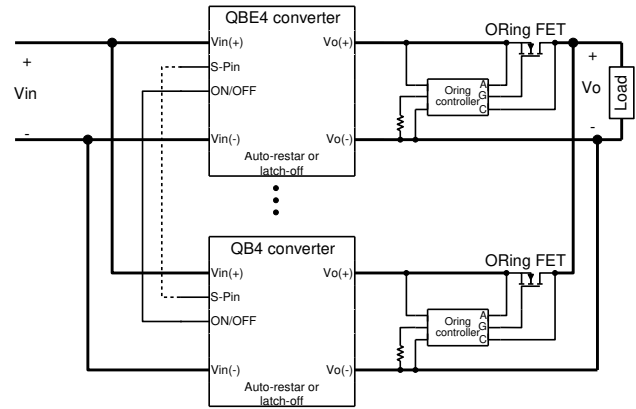 QBE4 converter
ORing FET
Vin(+)
Vo(+)
+
+
S-Pin
Oring
controller
A
G
C
Vin
ON/OFF
Vo
Load
-
Vin(-)
Vo(-)
-
Auto-restar or
latch-off
QB4 converter
ORing FET
Vin(+)
Vo(+)
S-Pin
Oring
controller
A
G
C
ON/OFF
Vin(-)
Vo(-)
Auto-restar or
latch-off